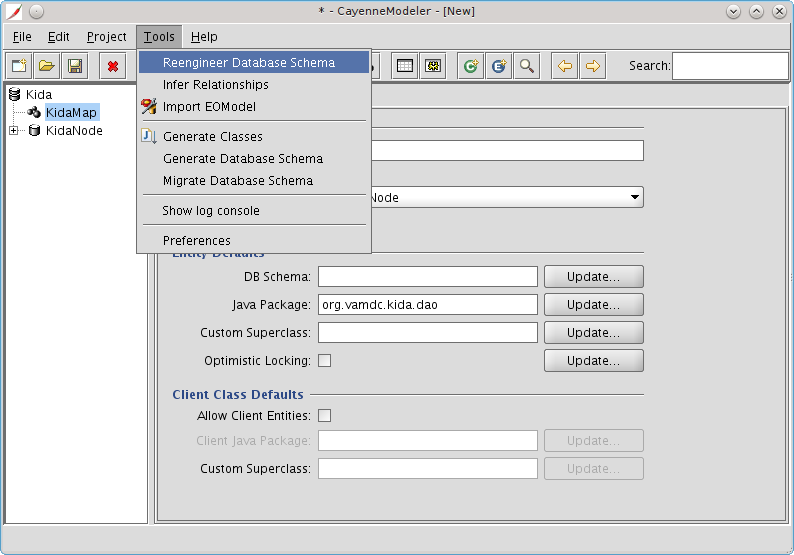 * - CayenneModeler - [New]
File Edit Project Tools Help
Search:
Reengineer Database Schema
Infer Relationships
Import EOModel
Generate Classes
Generate Database Schema
Migrate Database Schema
Show log console
Preferences
Kida
KidaMap
KidaNode
Node
Entity Defaults
DB Schema: Update...
Java Package: org.vamdc.kida.dao Update...
Custom Superclass: Update...
Optimistic Locking: Update...
Client Class Defaults
Allow Client Entities:
Client Java Package: Update...
Custom Superclass: Update...